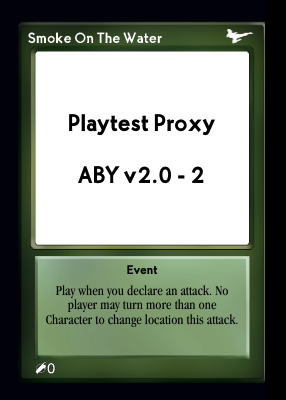 Smoke On The Water
Playtest Proxy
ABY v2.0 - 2
Event
Play when you declare an attack. No
player may turn more than one
Character to change location this attack.
0